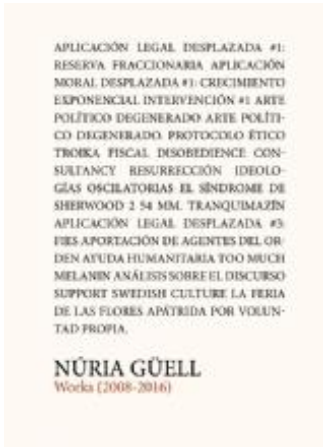 APLICACIÓN LEGAL DESPLAZADA #1:
RESERVA FRACCIONARIA APLICACIÓN
MORAL DESPLAZADA #1: CRECIMIENTO
EXPONENCIAL INTERVENCIÓN #1 ARTE
POLÍTICO DEGENERADO ARTE POLÍTI-
CO DEGENERADO. PROTOCOLO ÉTICO
TROIKA FISCAL DISOBEDIENCE CON-
SULTANCY RESURRECCIÓN IDEOLO-
GÍAS OSCILATORIAS EL SÍNDROME DE
SHERWOOD 2 54 MM. TRANQUIMAZÍN
APLICACIÓN LEGAL DESPLAZADA #3:
FIES APORTACIÓN DE AGENTES DEL OR-
DEN AYUDA HUMANITARIA TOO MUCH
MELANIN ANÁLISIS SOBRE EL DISCURSO
SUPPORT SWEDISH CULTURE LA FERIA
DE LAS FLORES APÁTRIDA POR VOLUN-
TAD PROPIA.
NÚRIA GÜELL
Works (2008-2016)